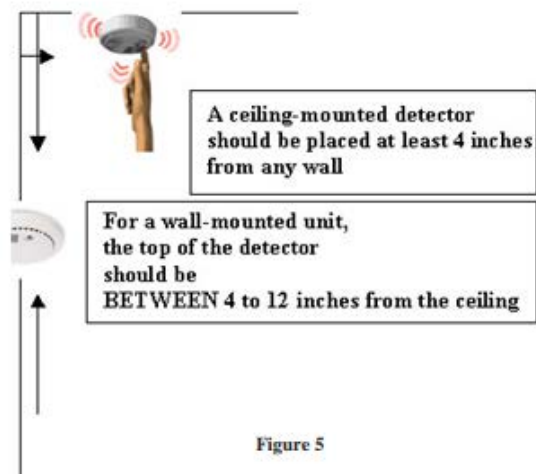 A ceiling-mounted detector
should be placed at least 4 inches
from any wall
For a wall-mounted unit,
the top of the detector
should be
BETWEEN 4 to 12 inches from the ceiling
Figure 5